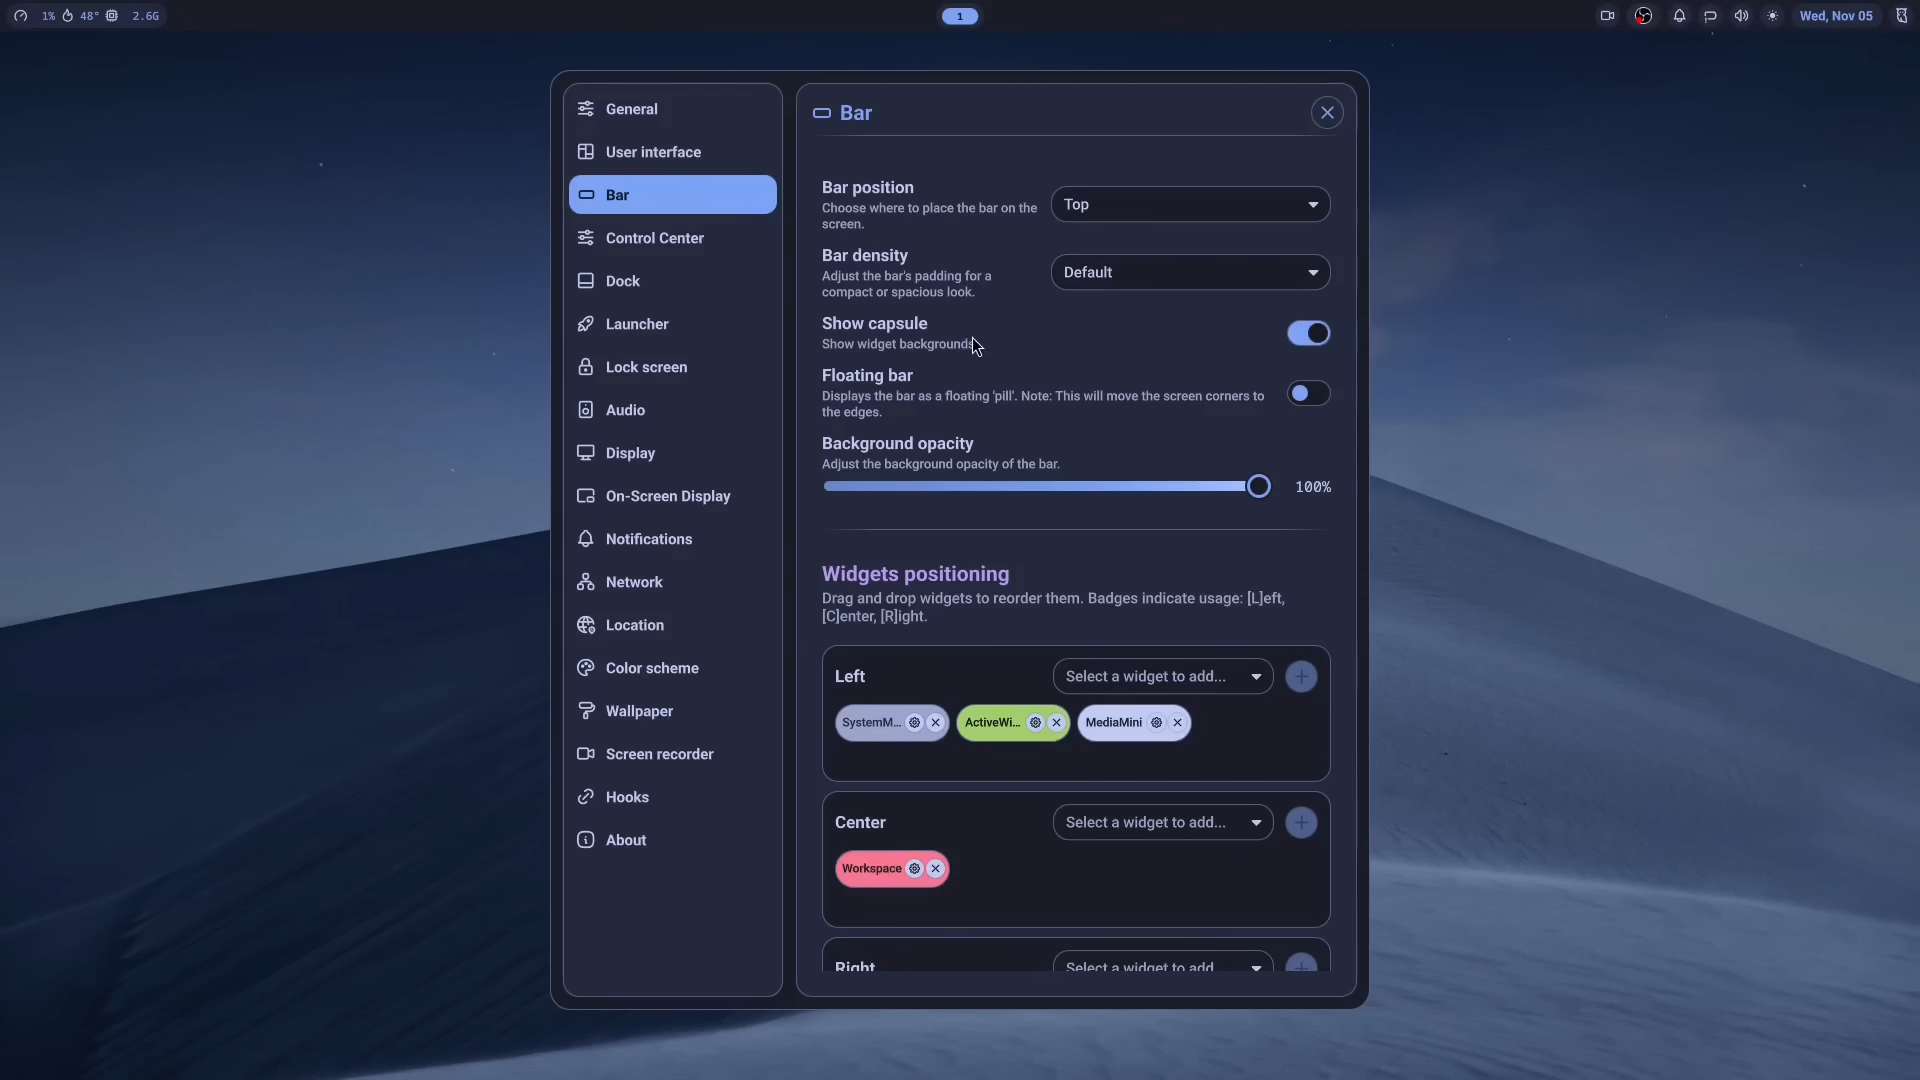 1% 48° 2.6G
1
Wed, Nov 05
General
User interface
Bar
Control Center
Dock
Launcher
Lock screen
Audio
Display
On-Screen Display
Notifications
Network
Location
Color scheme
Wallpaper
Screen recorder
Hooks
About
Bar
Bar position
Choose where to place the bar on the
screen.
Top
Bar density
Adjust the bar's padding for a
compact or spacious look.
Default
Show capsule
Show widget backgrounds
Floating bar
Displays the bar as a floating 'pill'. Note: This will move the screen corners to
the edges.
Background opacity
Adjust the background opacity of the bar.
100%
Widgets positioning
Drag and drop widgets to reorder them. Badges indicate usage: [L]eft,
[C]enter, [R]ight.
Left Select a widget to add...
SystemM... ActiveWi... MediaMini
Center Select a widget to add...
Workspace
Right Select a widget to add